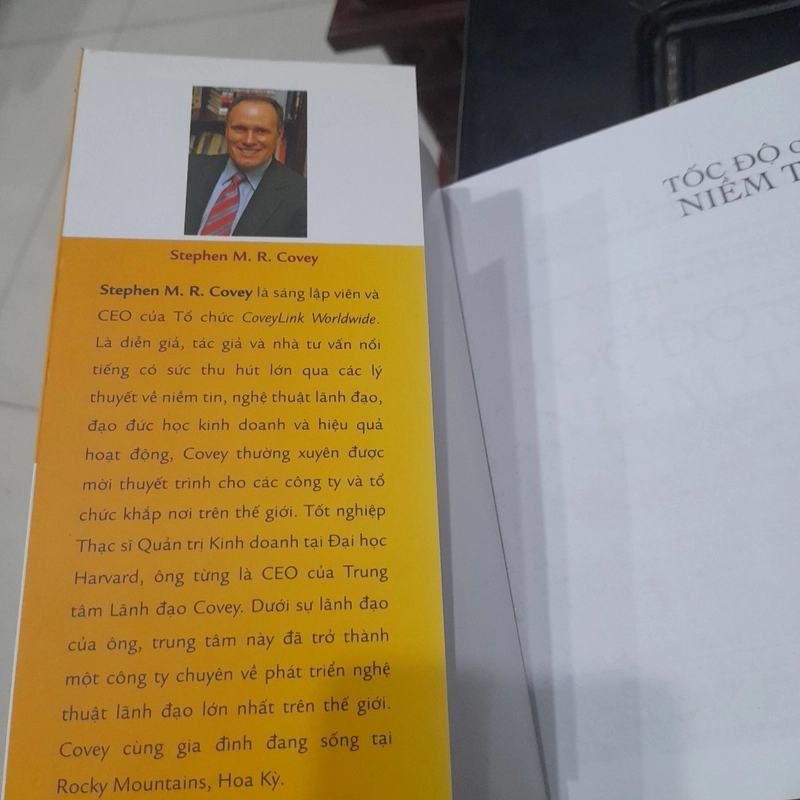 Stephen M. R. Covey
Stephen M. R. Covey là sáng lập viên và
CEO của Tổ chức CoveyLink Worldwide.
Là diễn giả, tác giả và nhà tư vấn nổi
tiếng có sức thu hút lớn qua các lý
thuyết về niềm tin, nghệ thuật lãnh đạo,
đạo đức học kinh doanh và hiệu quả
hoạt động, Covey thường xuyên được
mời thuyết trình cho các công ty và tổ
chức khắp nơi trên thế giới. Tốt nghiệp
Thạc sĩ Quản trị Kinh doanh tại Đại học
Harvard, ông từng là CEO của Trung
tâm Lãnh đạo Covey. Dưới sự lãnh đạo
của ông, trung tâm này đã trở thành
một công ty chuyên về phát triển nghệ
thuật lãnh đạo lớn nhất trên thế giới.
Covey cùng gia đình đang sống tại
Rocky Mountains, Hoa Kỳ.
TỐC ĐỘ
NIỀM